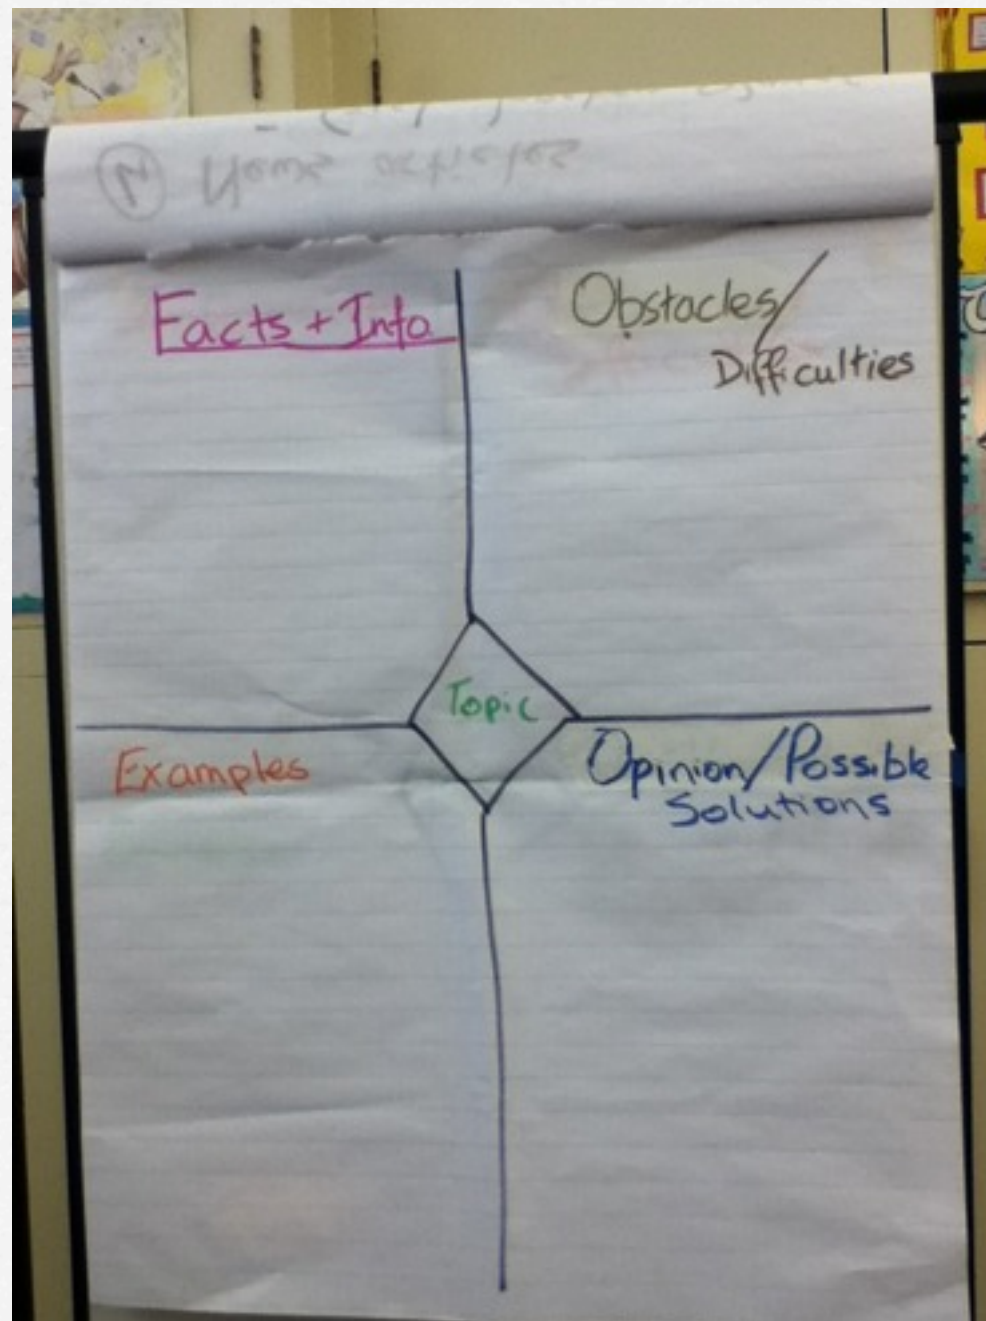 Facts + Info
Obstacles/
Difficulties
Topic
Examples
Opinion/Possible
Solutions